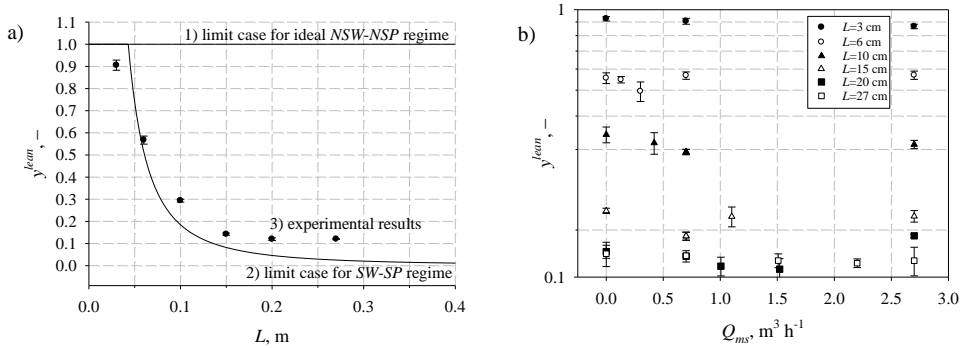 a)
1) limit case for ideal NSW-NSP regime
3) experimental results
2) limit case for SW-SP regime
y^lean, –
1.1
1.0
0.9
0.8
0.7
0.6
0.5
0.4
0.3
0.2
0.1
0.0
0.0 0.1 0.2 0.3 0.4
L, m
b)
y^lean, –
1
0.1
L=3 cm
L=6 cm
L=10 cm
L=15 cm
L=20 cm
L=27 cm
0.0 0.5 1.0 1.5 2.0 2.5 3.0
Q_ms, m³ h⁻¹